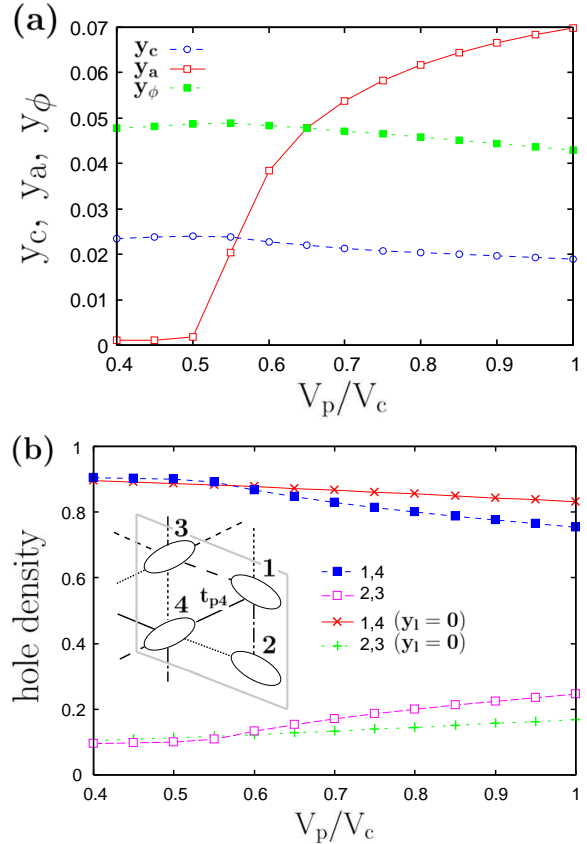 (a)
y_c, y_a, y_ϕ
0.07
0.06
0.05
0.04
0.03
0.02
0.01
0
y_c
y_a
y_ϕ
0.4 0.5 0.6 0.7 0.8 0.9 1
V_p/V_c
(b)
hole density
1
0.8
0.6
0.4
0.2
0
3
1
t_p4
4
2
1,4
2,3
1,4 (y_l = 0)
2,3 (y_l = 0)
0.4 0.5 0.6 0.7 0.8 0.9 1
V_p/V_c